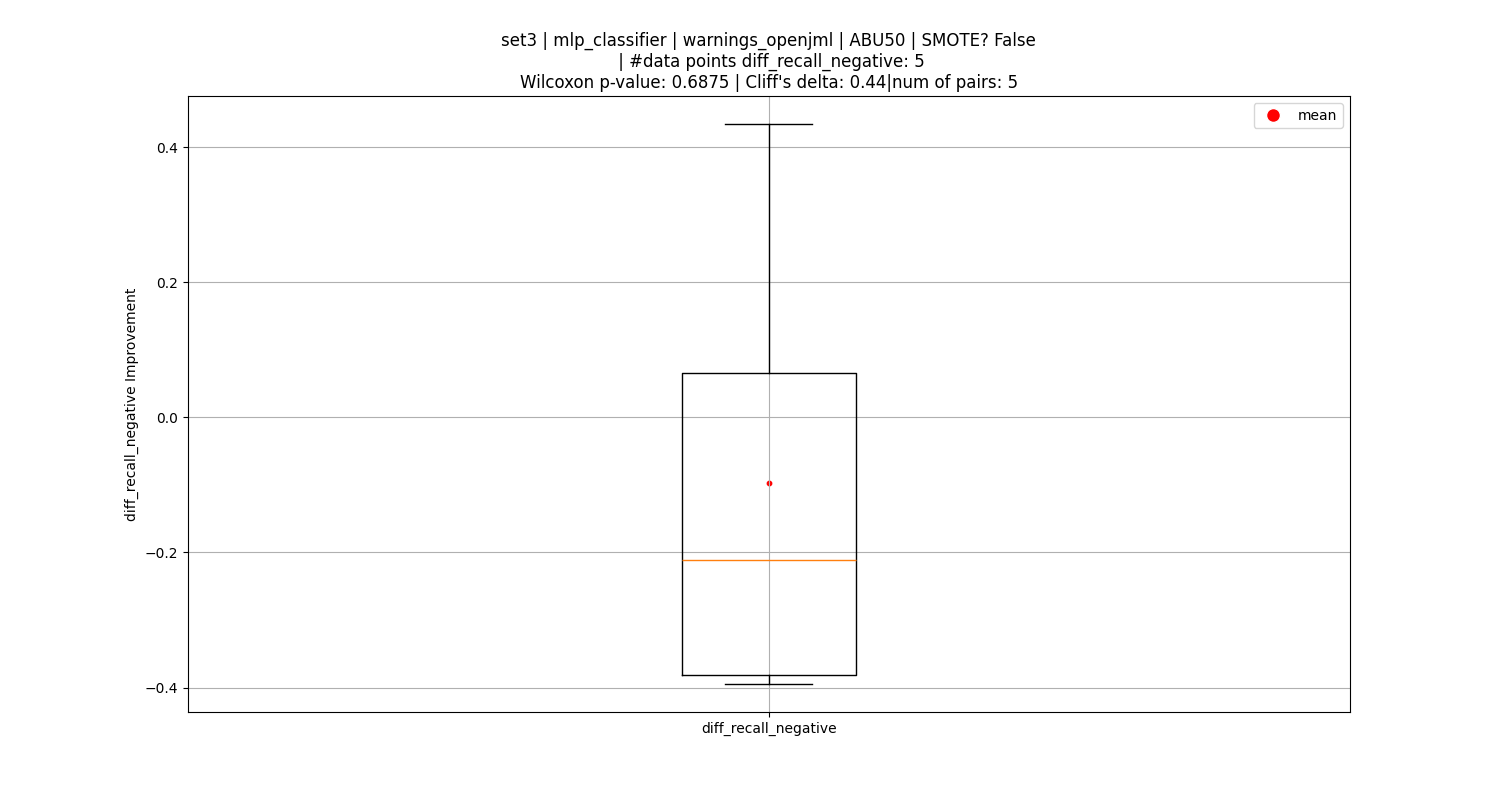 set3 | mlp_classifier | warnings_openjml | ABU50 | SMOTE? False
| #data points diff_recall_negative: 5
Wilcoxon p-value: 0.6875 | Cliff's delta: 0.44|num of pairs: 5
mean
0.4
0.2
0.0
−0.2
−0.4
diff_recall_negative Improvement
diff_recall_negative